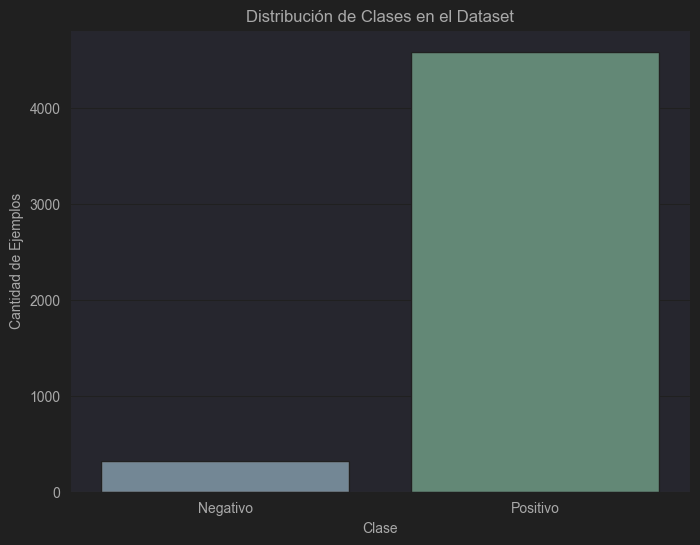 Distribución de Clases en el Dataset
Cantidad de Ejemplos
4000
3000
2000
1000
0
Negativo
Positivo
Clase